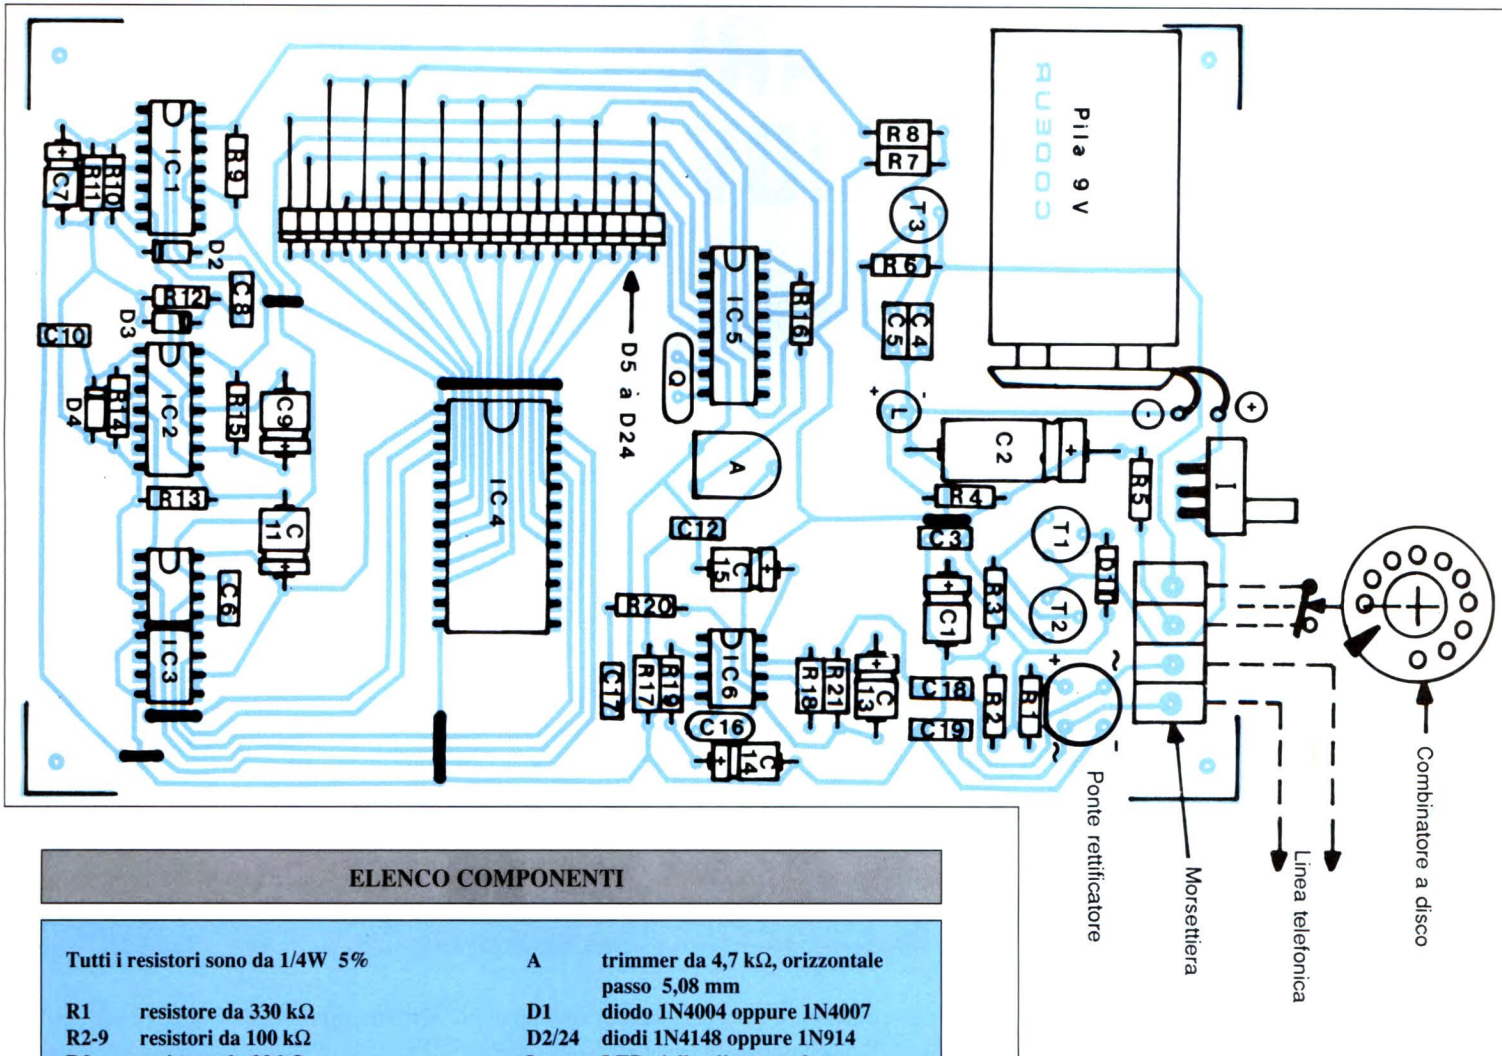 CODEUR
Pila 9 V
R8
R7
T3
R6
C4
C5
L
+
-
-
+
C2
+
R4
R5
I
C3
T1
D1
T2
R3
C1
+
C18
C19
R2
R1
+
~
~
-
Ponte rettificatore
Morsettiera
Linea telefonica
Combinatore a disco
IC1
R9
C7
+
R11
R10
D2
R12
C8
D3
C10
IC2
R14
D4
R15
C9
+
R13
C11
+
C6
IC3
IC4
D5 a D24
IC5
R16
Q
A
C12
C15
+
R20
IC6
C17
R17
R19
C16
R18
R21
C13
+
C14
+
ELENCO COMPONENTI
Tutti i resistori sono da 1/4W 5%
R1 resistore da 330 kΩ
R2-9 resistori da 100 kΩ
A trimmer da 4,7 kΩ, orizzontale
passo 5,08 mm
D1 diodo 1N4004 oppure 1N4007
D2/24 diodi 1N4148 oppure 1N914